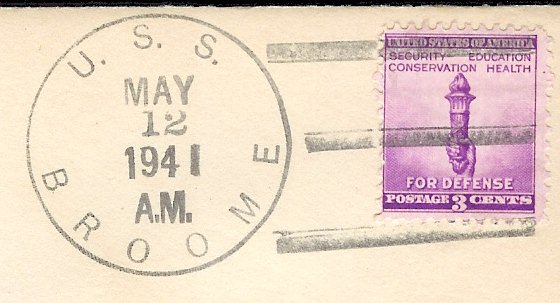 U. S. S.
MAY
12
1941
A.M.
BROOME
UNITED STATES OF AMERICA
SECURITY EDUCATION
CONSERVATION HEALTH
FOR DEFENSE
POSTAGE 3 CENTS